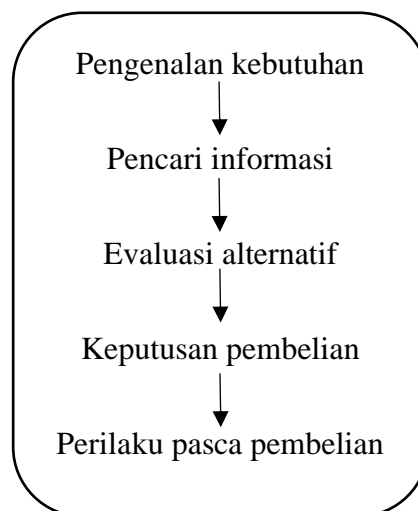 Pengenalan kebutuhan
Pencari informasi
Evaluasi alternatif
Keputusan pembelian
Perilaku pasca pembelian